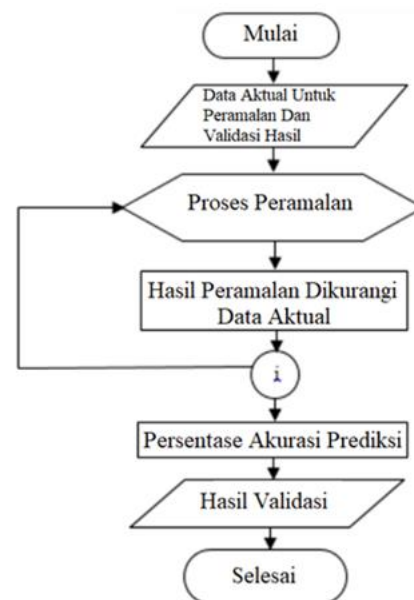 Mulai
Data Aktual Untuk
Peramalan Dan
Validasi Hasil
Proses Peramalan
Hasil Peramalan Dikurangi
Data Aktual
i
Persentase Akurasi Prediksi
Hasil Validasi
Selesai